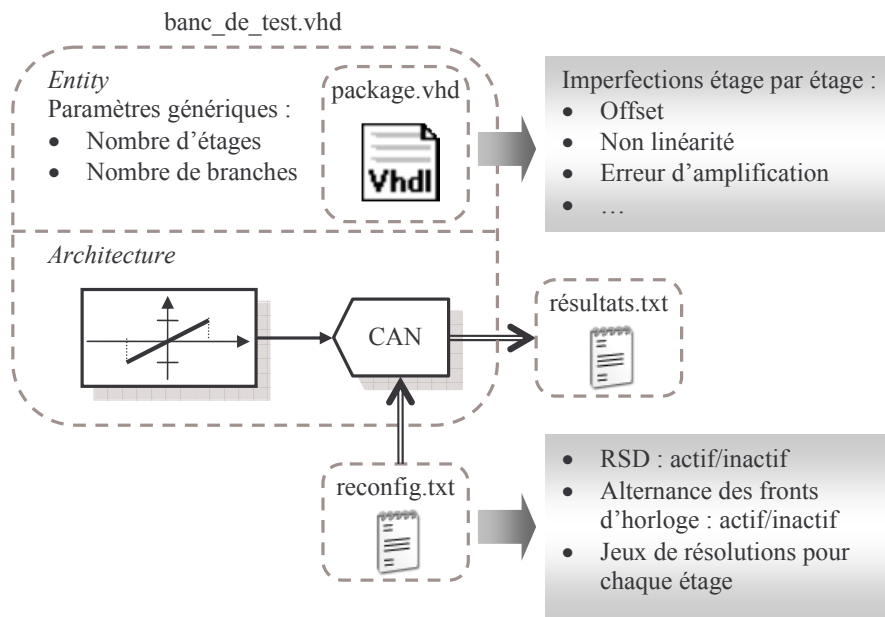 banc_de_test.vhd
Entity
Paramètres génériques :
• Nombre d'étages
• Nombre de branches
package.vhd
Vhdl
Imperfections étage par étage :
• Offset
• Non linéarité
• Erreur d'amplification
• …
Architecture
CAN
résultats.txt
reconfig.txt
• RSD : actif/inactif
• Alternance des fronts
d'horloge : actif/inactif
• Jeux de résolutions pour
chaque étage